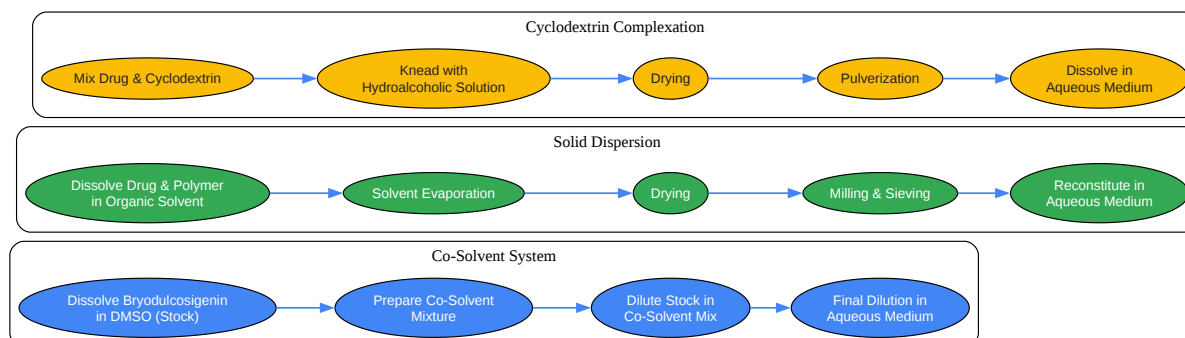 Cyclodextrin Complexation
Mix Drug & Cyclodextrin
Knead with
Hydroalcoholic Solution
Drying
Pulverization
Dissolve in
Aqueous Medium
Solid Dispersion
Dissolve Drug & Polymer
in Organic Solvent
Solvent Evaporation
Drying
Milling & Sieving
Reconstitute in
Aqueous Medium
Co-Solvent System
Dissolve Bryodulcosigenin
in DMSO (Stock)
Prepare Co-Solvent
Mixture
Dilute Stock in
Co-Solvent Mix
Final Dilution in
Aqueous Medium